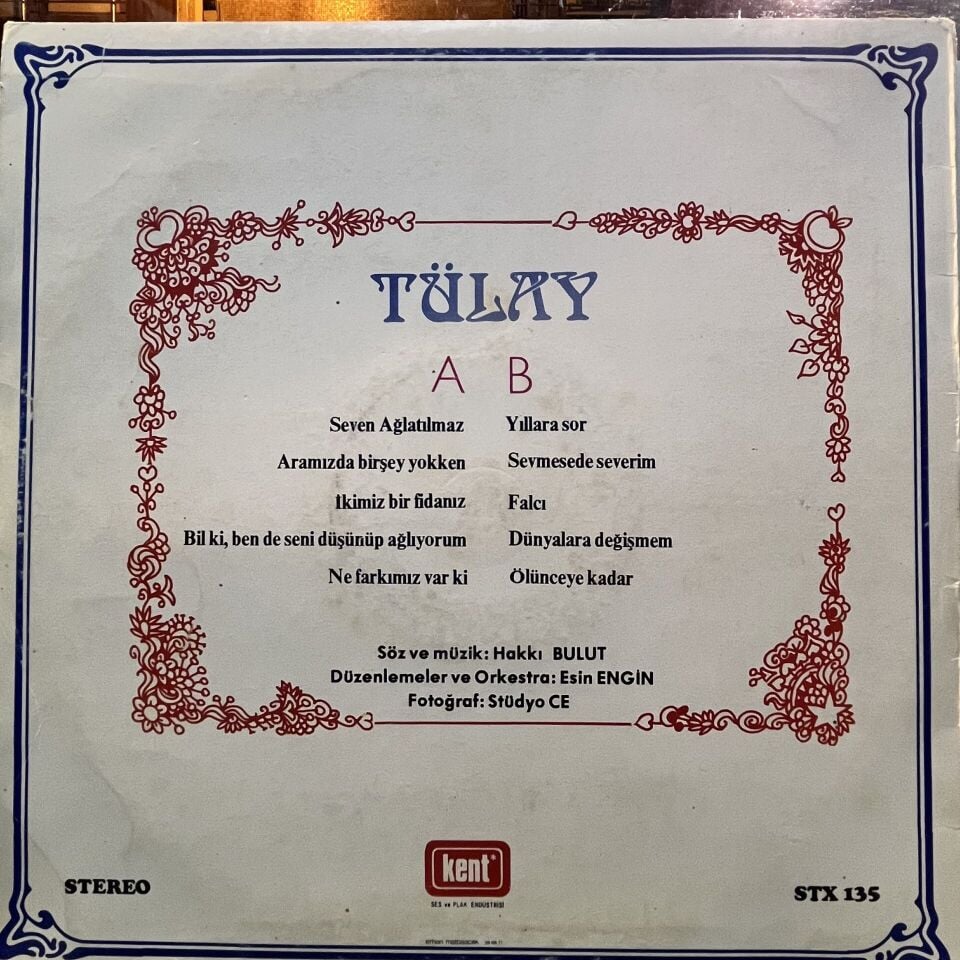 TÜLAY
A B
Seven Ağlatılmaz Yıllara sor
Aramızda birşey yokken Sevmesede severim
İkimiz bir fidanız Falcı
Bil ki, ben de seni düşünüp ağlıyorum Dünyalara değişmem
Ne farkımız var ki Ölünceye kadar
Söz ve müzik: Hakkı BULUT
Düzenlemeler ve Orkestra: Esin ENGİN
Fotoğraf: Stüdyo CE
kent*
SES ve PLAK ENDÜSTRİSİ
STEREO STX 135